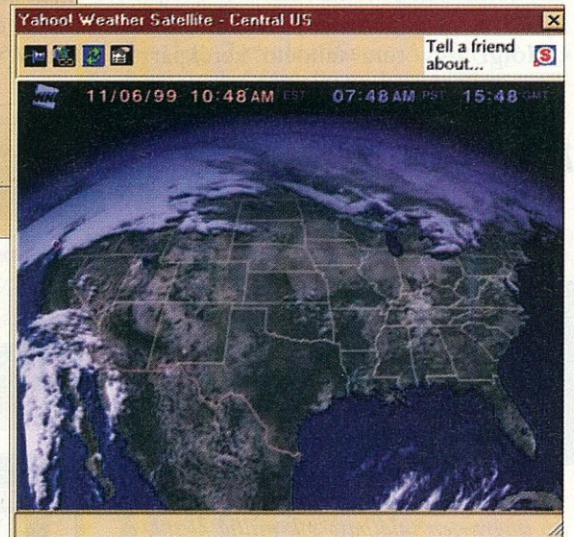 Yahoo! Weather Satellite - Central US
Tell a friend
about...
11/06/99 10:48 AM EST 07:48 AM PST 15:48 GMT